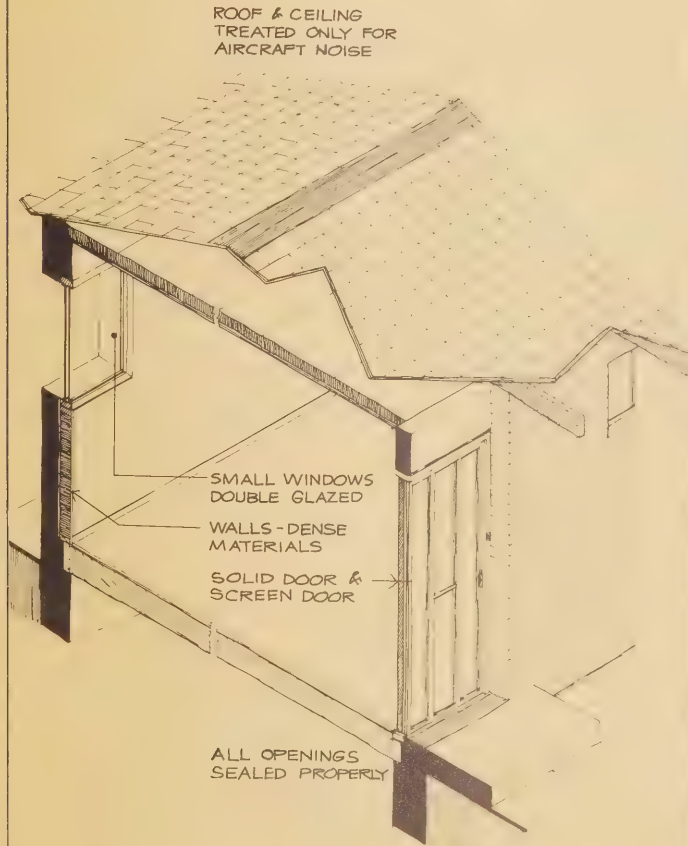 ROOF & CEILING
TREATED ONLY FOR
AIRCRAFT NOISE
SMALL WINDOWS
DOUBLE GLAZED
WALLS-DENSE
MATERIALS
SOLID DOOR &
SCREEN DOOR
ALL OPENINGS
SEALED PROPERLY